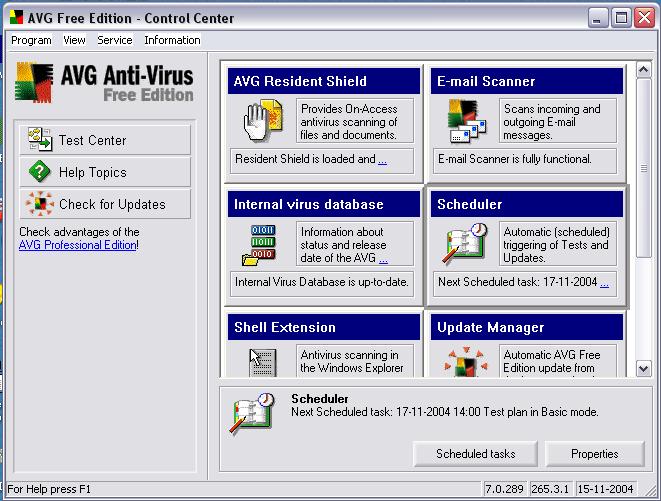 AVG Free Edition - Control Center
Program View Service Information
AVG Anti-Virus
Free Edition
Test Center
Help Topics
Check for Updates
Check advantages of the
AVG Professional Edition!
AVG Resident Shield
Provides On-Access
antivirus scanning of
files and documents.
Resident Shield is loaded and ...
E-mail Scanner
Scans incoming and
outgoing E-mail
messages.
E-mail Scanner is fully functional.
Internal virus database
01011
11011
0010
Information about
status and release
date of the AVG ...
Internal Virus Database is up-to-date.
Scheduler
Automatic (scheduled)
triggering of Tests and
Updates.
Next Scheduled task: 17-11-2004 ...
Shell Extension
Antivirus scanning in
the Windows Explorer
Update Manager
Automatic AVG Free
Edition update from
Scheduler
Next Scheduled task: 17-11-2004 14:00 Test plan in Basic mode.
Scheduled tasks
Properties
For Help press F1
7.0.289 265.3.1 15-11-2004